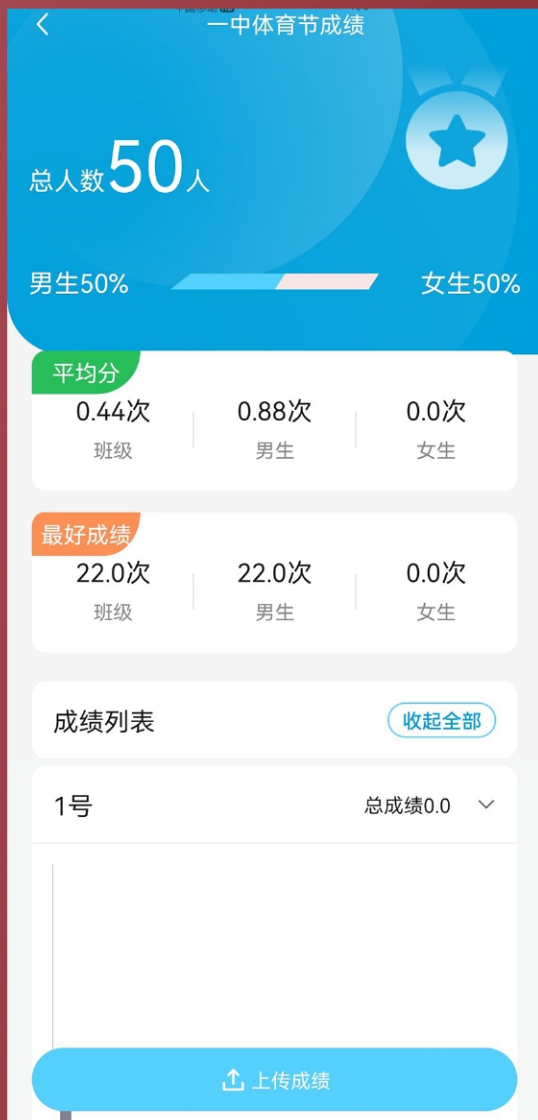 一中体育节成绩
总人数50人
男生50% 女生50%
平均分
0.44次 0.88次 0.0次
班级 男生 女生
最好成绩
22.0次 22.0次 0.0次
班级 男生 女生
成绩列表 收起全部
1号 总成绩0.0
上传成绩